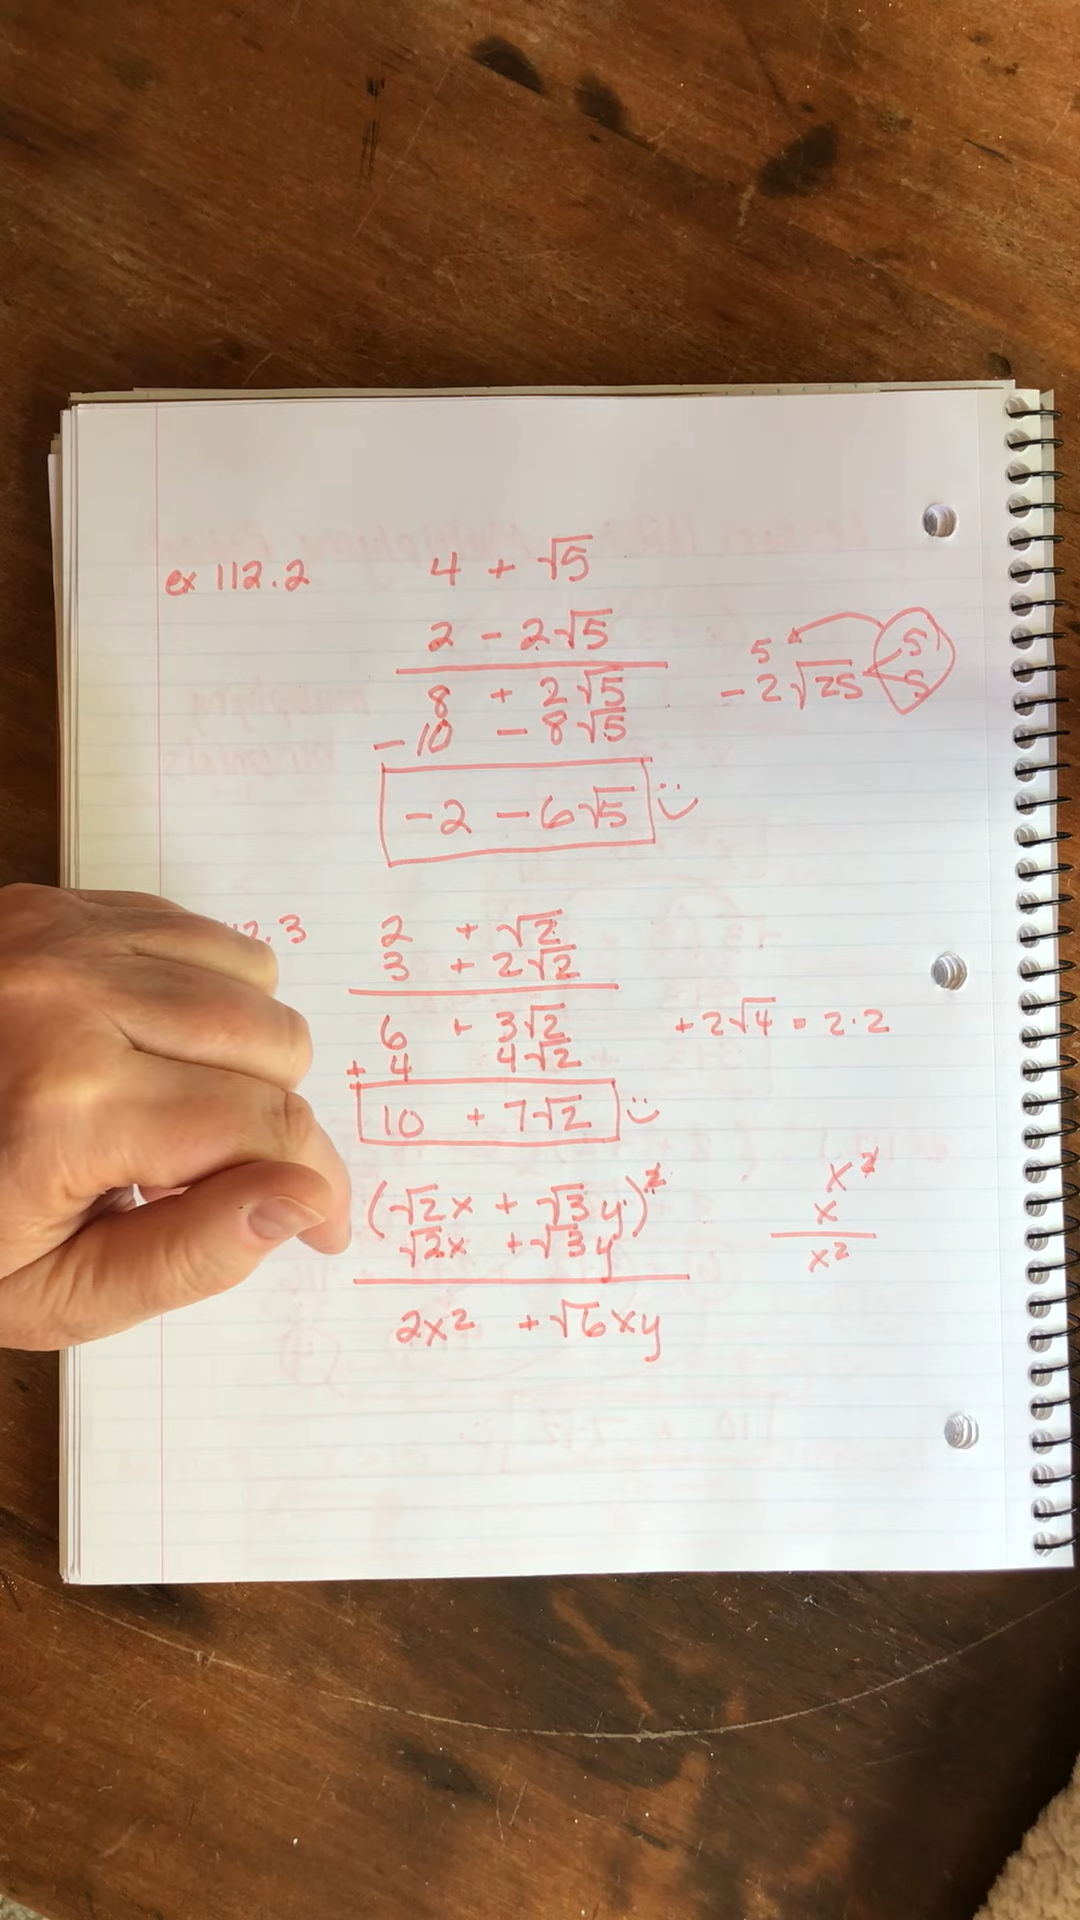 ex 112.2 4 + √5
2 - 2√5
8 + 2√5
-10 - 8√5
-2 - 6√5
5 5
-2√25 5
.3 2 + √2
3 + 2√2
6 + 3√2
+4 4√2
10 + 7√2
+2√4 = 2·2
(√2x + √3y)²
√2x + √3y
2x² + √6xy
x²
x
x²